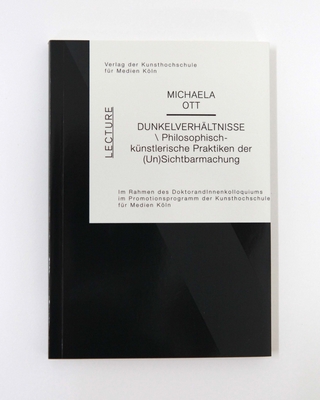 Verlag der Kunsthochschule
für Medien Köln
LECTURE
MICHAELA
OTT
DUNKELVERHÄLTNISSE
\ Philosophisch-
künstlerische Praktiken der
(Un)Sichtbarmachung
im Rahmen des DoktorandInnenkolloquiums
im Promotionsprogramm der Kunsthochschule
für Medien Köln